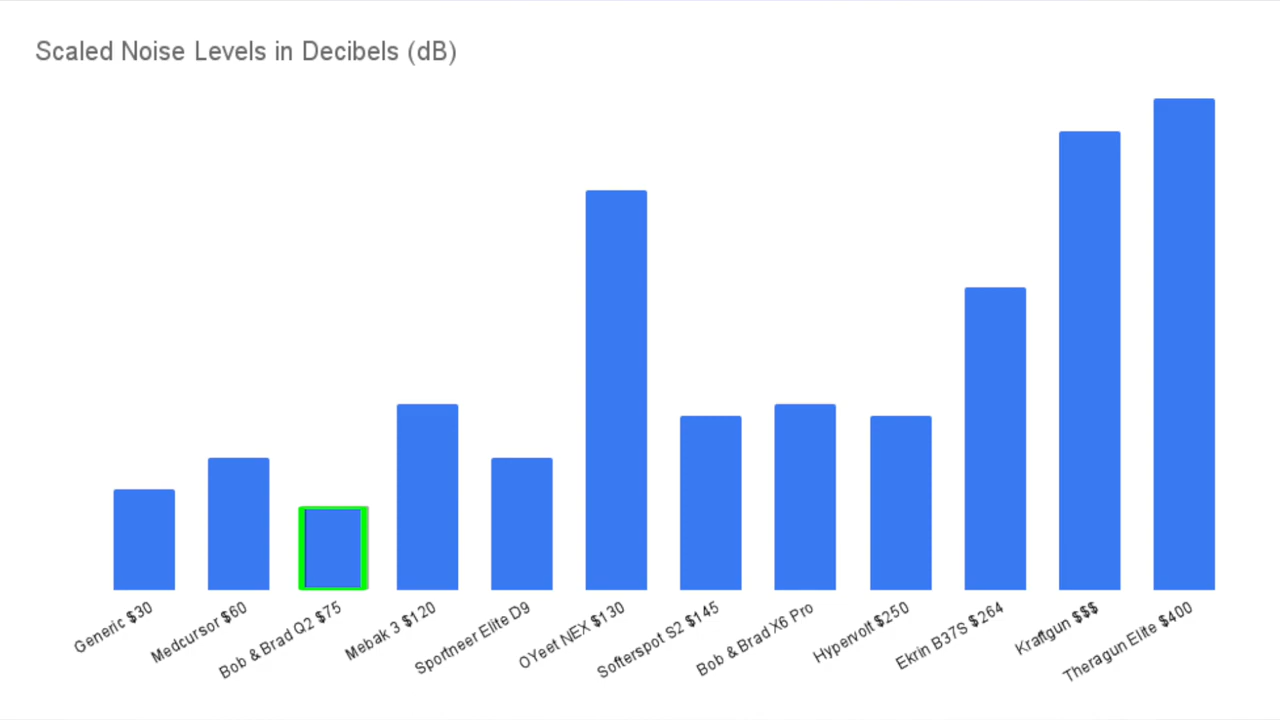 Scaled Noise Levels in Decibels (dB)
Generic $30
Medcursor $60
Bob & Brad Q2 $75
Mebak 3 $120
Sportneer Elite D9
OYeet NEX $130
Softerspot S2 $145
Bob & Brad X6 Pro
Hypervolt $250
Ekrin B37S $264
Kraftgun $$$
Theragun Elite $400